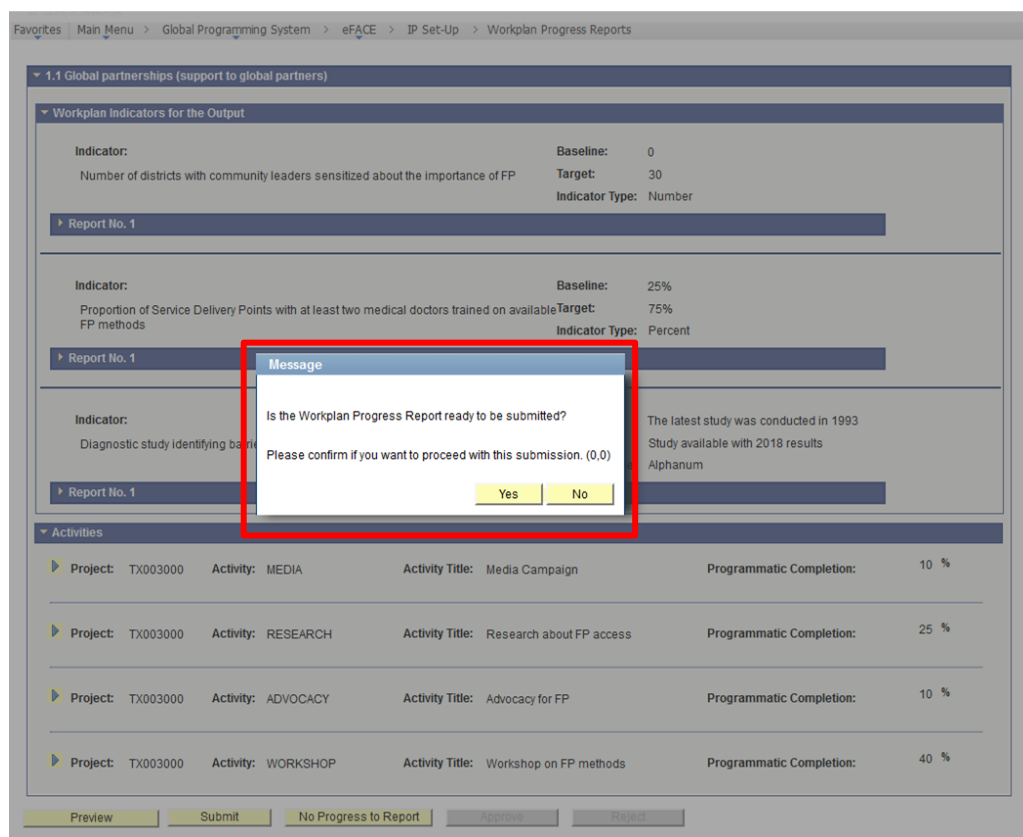 Favorites Main Menu > Global Programming System > eFACE > IP Set-Up > Workplan Progress Reports
1.1 Global partnerships (support to global partners)
Workplan Indicators for the Output
Indicator: Baseline: 0
Number of districts with community leaders sensitized about the importance of FP Target: 30
Indicator Type: Number
Report No. 1
Indicator: Baseline: 25%
Proportion of Service Delivery Points with at least two medical doctors trained on available Target: 75%
FP methods Indicator Type: Percent
Report No. 1
Message
Is the Workplan Progress Report ready to be submitted?
Please confirm if you want to proceed with this submission. (0,0)
Yes No
Indicator: The latest study was conducted in 1993
Diagnostic study identifying Study available with 2018 results
Alphanum
Report No. 1
Activities
Project: TX003000 Activity: MEDIA Activity Title: Media Campaign Programmatic Completion: 10 %
Project: TX003000 Activity: RESEARCH Activity Title: Research about FP access Programmatic Completion: 25 %
Project: TX003000 Activity: ADVOCACY Activity Title: Advocacy for FP Programmatic Completion: 10 %
Project: TX003000 Activity: WORKSHOP Activity Title: Workshop on FP methods Programmatic Completion: 40 %
Preview Submit No Progress to Report Approve Reject